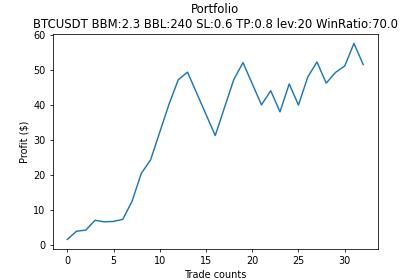 Portfolio
BTCUSDT BBM:2.3 BBL:240 SL:0.6 TP:0.8 lev:20 WinRatio:70.0
60
50
40
30
20
10
0
Profit ($)
0 5 10 15 20 25 30
Trade counts